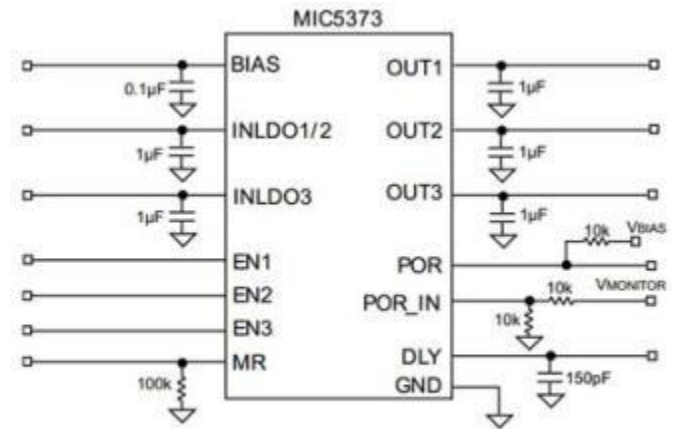 MIC5373
BIAS
OUT1
0.1µF
1µF
INLDO1/2
OUT2
1µF
1µF
INLDO3
OUT3
1µF
1µF
10k
VBIAS
EN1
POR
10k
VMONITOR
EN2
POR_IN
10k
EN3
MR
DLY
100k
GND
150pF